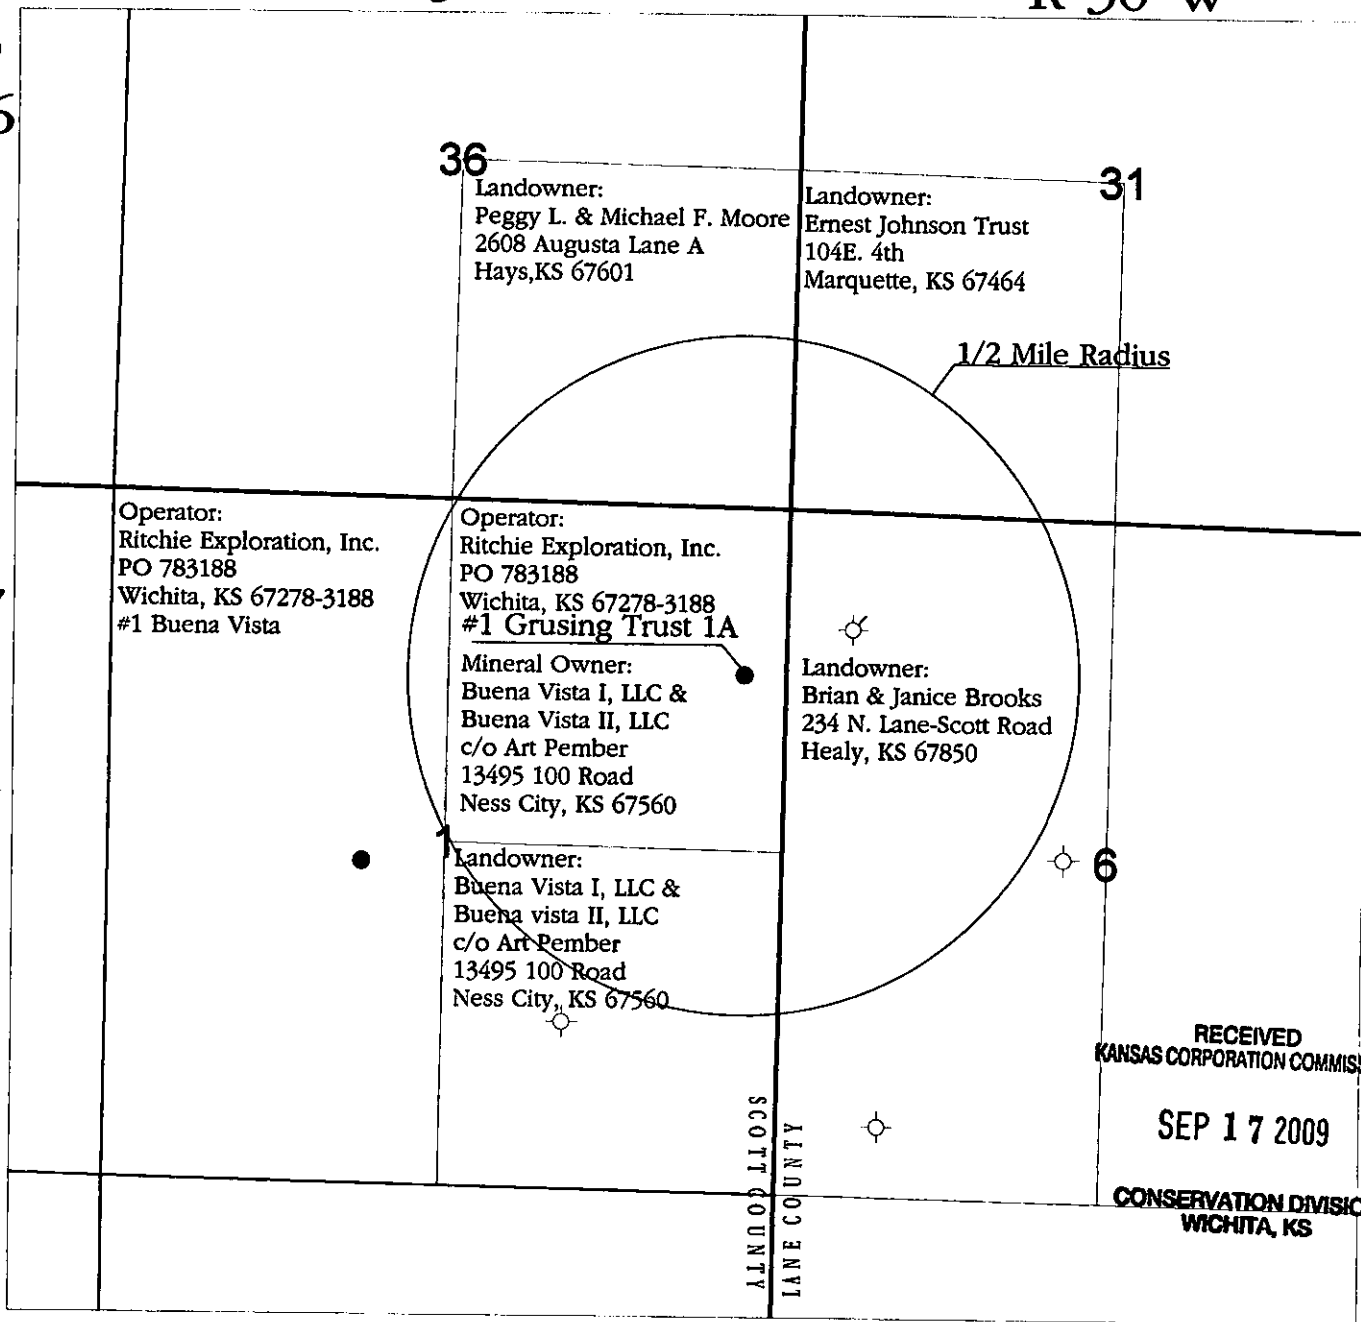 R 30 W
36
31
Landowner:
Peggy L. & Michael F. Moore
2608 Augusta Lane A
Hays,KS 67601
Landowner:
Ernest Johnson Trust
104E. 4th
Marquette, KS 67464
1/2 Mile Radius
Operator:
Ritchie Exploration, Inc.
PO 783188
Wichita, KS 67278-3188
#1 Buena Vista
Operator:
Ritchie Exploration, Inc.
PO 783188
Wichita, KS 67278-3188
#1 Grusing Trust 1A
Mineral Owner:
Buena Vista I, LLC &
Buena Vista II, LLC
c/o Art Pember
13495 100 Road
Ness City, KS 67560
Landowner:
Brian & Janice Brooks
234 N. Lane-Scott Road
Healy, KS 67850
1
6
Landowner:
Buena Vista I, LLC &
Buena vista II, LLC
c/o Art Pember
13495 100 Road
Ness City,, KS 67560
SCOTT COUNTY
LANE COUNTY
RECEIVED
KANSAS CORPORATION COMMIS
SEP 17 2009
CONSERVATION DIVISIO
WICHITA, KS